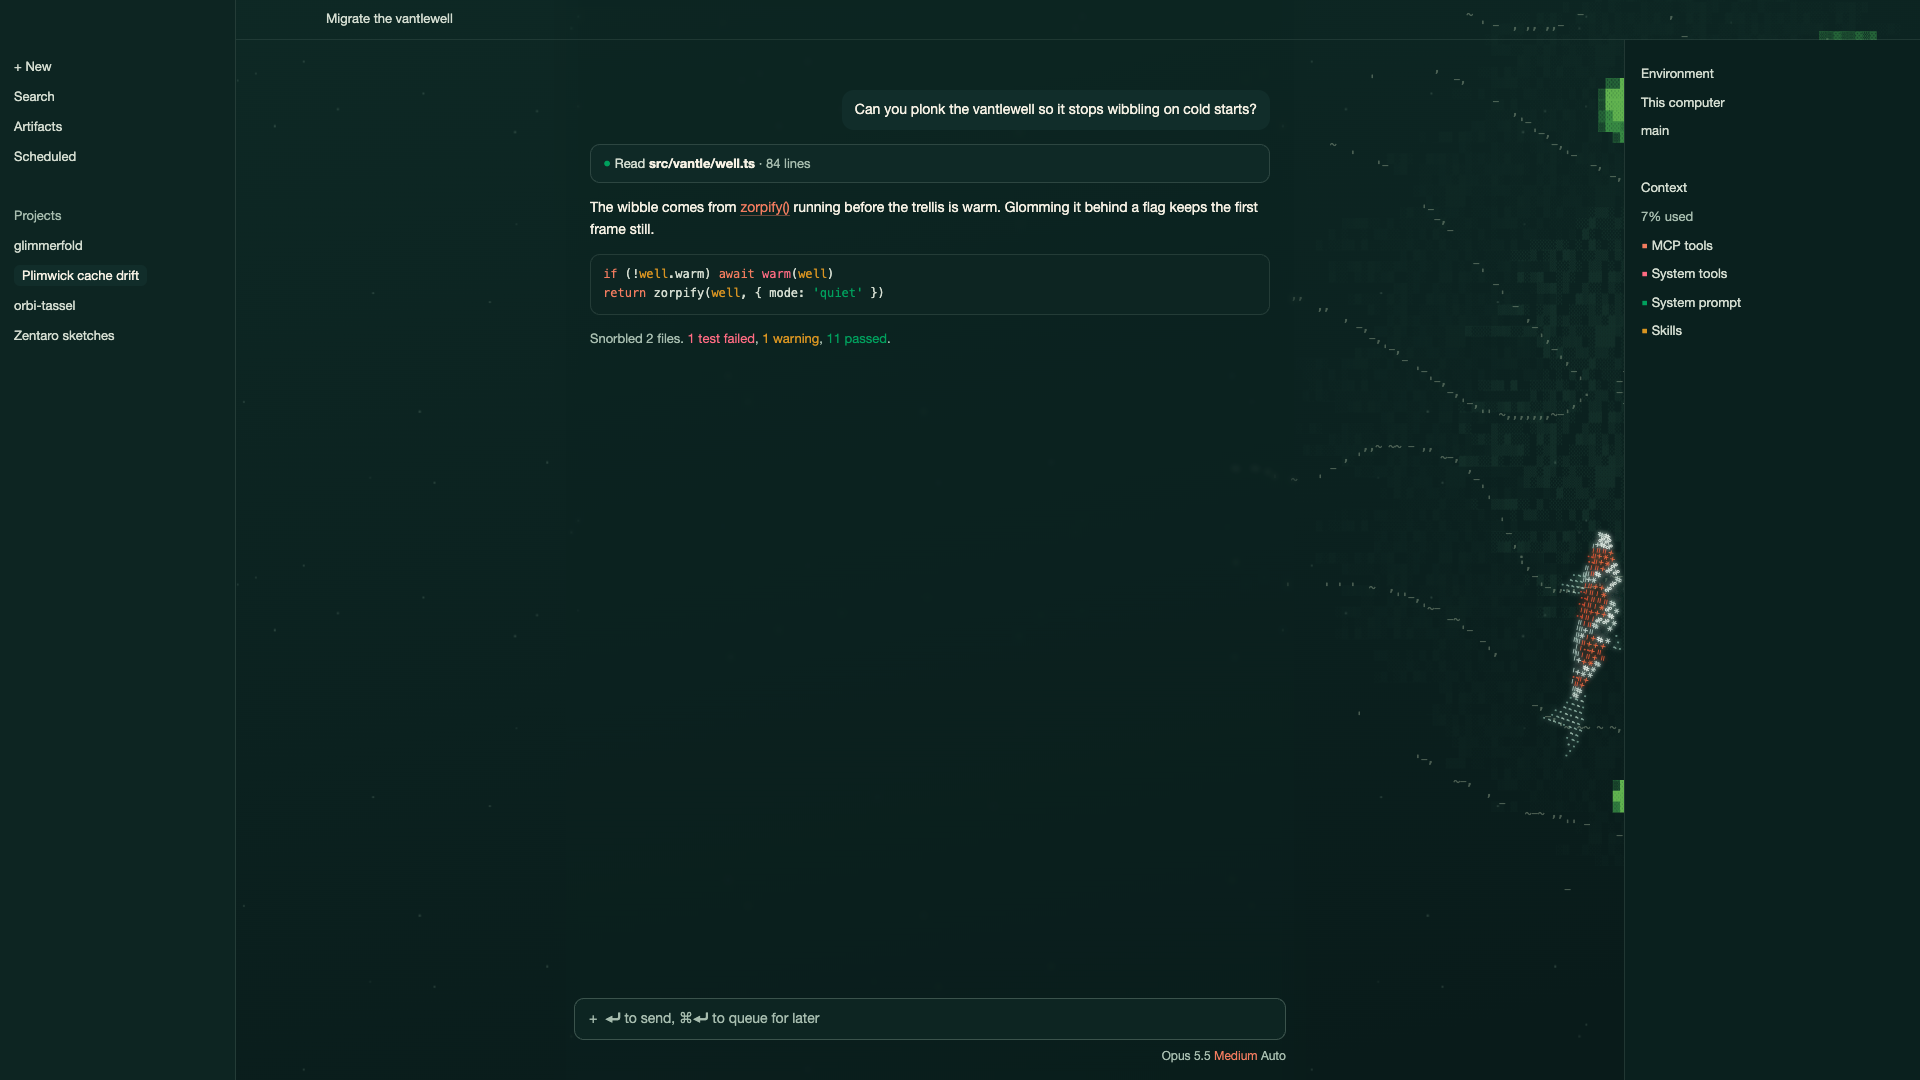 Migrate the vantlewell
+ New
Search
Artifacts
Scheduled
Projects
glimmerfold
Plimwick cache drift
orbi-tassel
Zentaro sketches
Can you plonk the vantlewell so it stops wibbling on cold starts?
Read src/vantle/well.ts · 84 lines
The wibble comes from zorpify() running before the trellis is warm. Glomming it behind a flag keeps the first
frame still.
if (!well.warm) await warm(well)
return zorpify(well, { mode: 'quiet' })
Snorbled 2 files. 1 test failed, 1 warning, 11 passed.
+ ↵ to send, ⌘↵ to queue for later
Opus 5.5 Medium Auto
Environment
This computer
main
Context
7% used
MCP tools
System tools
System prompt
Skills